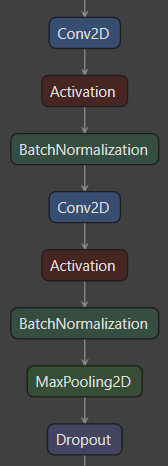 Conv2D
Activation
BatchNormalization
Conv2D
Activation
BatchNormalization
MaxPooling2D
Dropout